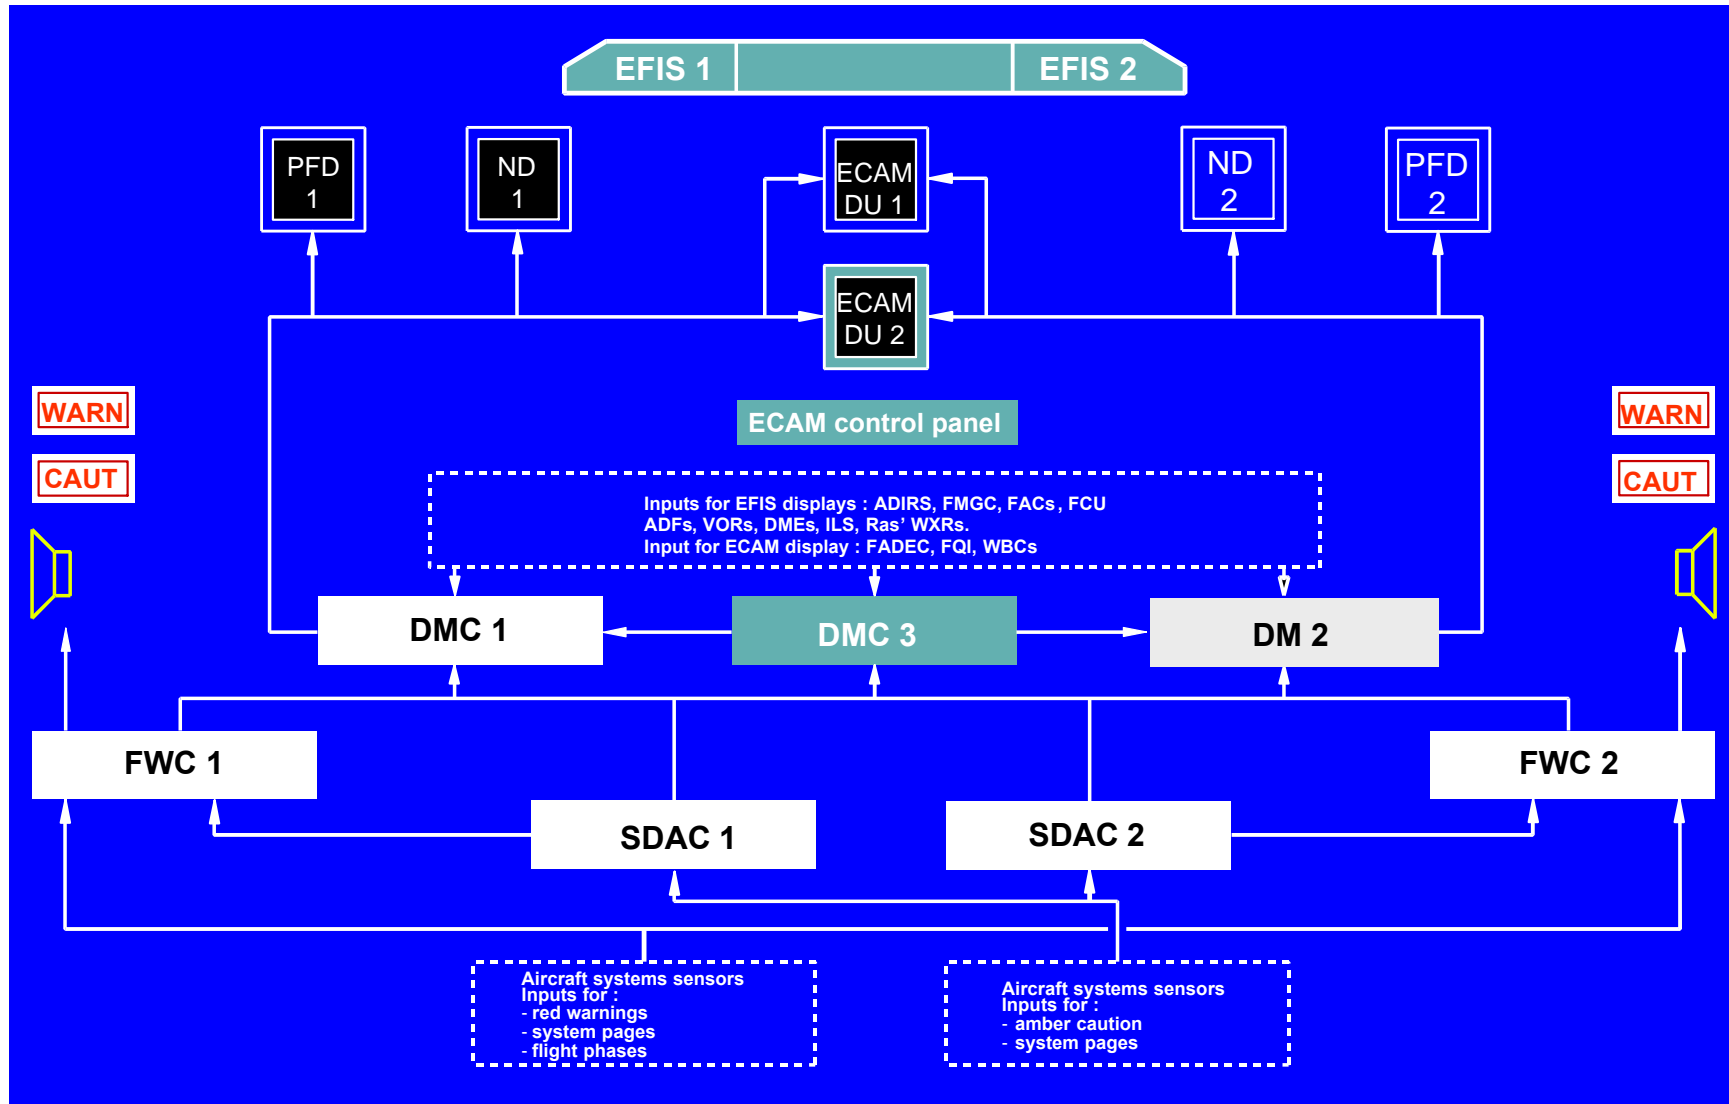 EFIS 1
EFIS 2
PFD
1
ND
1
ECAM
DU 1
ND
2
PFD
2
ECAM
DU 2
WARN
CAUT
WARN
CAUT
ECAM control panel
Inputs for EFIS displays : ADIRS, FMGC, FACs, FCU
ADFs, VORs, DMEs, ILS, Ras' WXRs.
Input for ECAM display : FADEC, FQI, WBCs
DMC 1
DMC 3
DM 2
FWC 1
FWC 2
SDAC 1
SDAC 2
Aircraft systems sensors
Inputs for :
- red warnings
- system pages
- flight phases
Aircraft systems sensors
Inputs for :
- amber caution
- system pages